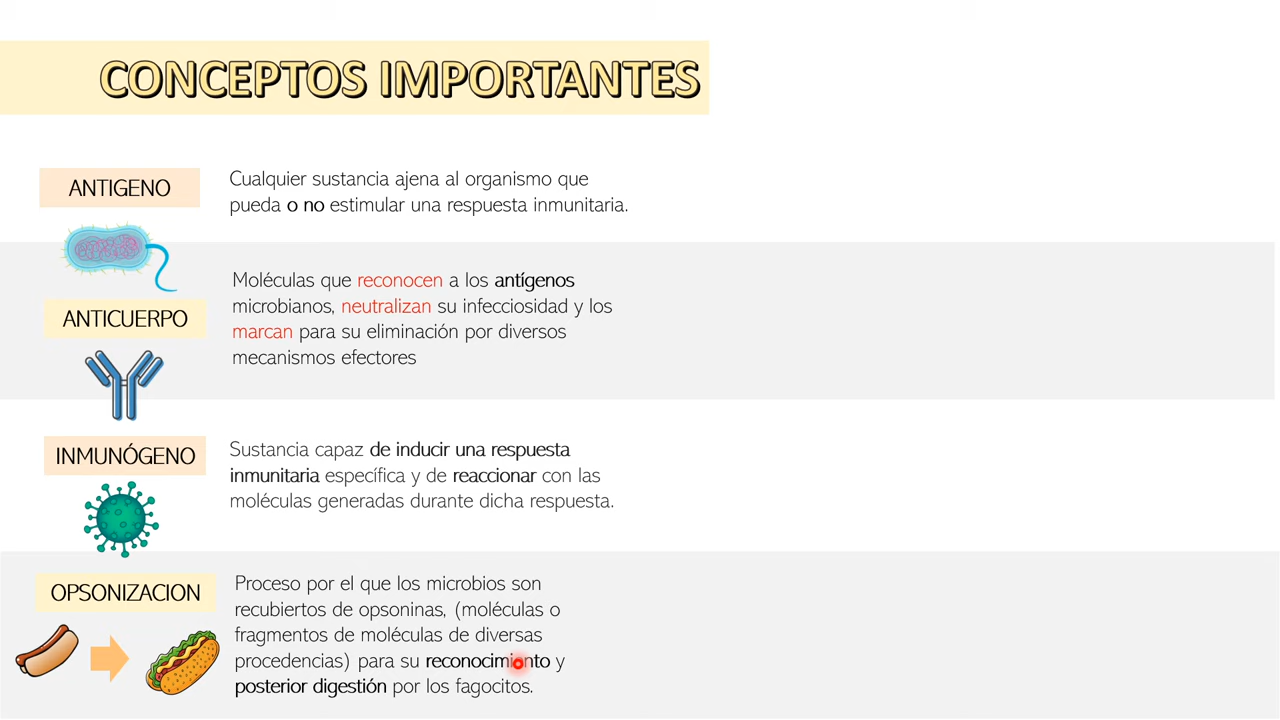 CONCEPTOS IMPORTANTES
ANTIGENO
Cualquier sustancia ajena al organismo que
pueda o no estimular una respuesta inmunitaria.
ANTICUERPO
Moléculas que reconocen a los antígenos
microbianos, neutralizan su infecciosidad y los
marcan para su eliminación por diversos
mecanismos efectores
INMUNÓGENO
Sustancia capaz de inducir una respuesta
inmunitaria específica y de reaccionar con las
moléculas generadas durante dicha respuesta.
OPSONIZACION
Proceso por el que los microbios son
recubiertos de opsoninas, (moléculas o
fragmentos de moléculas de diversas
procedencias) para su reconocimiento y
posterior digestión por los fagocitos.